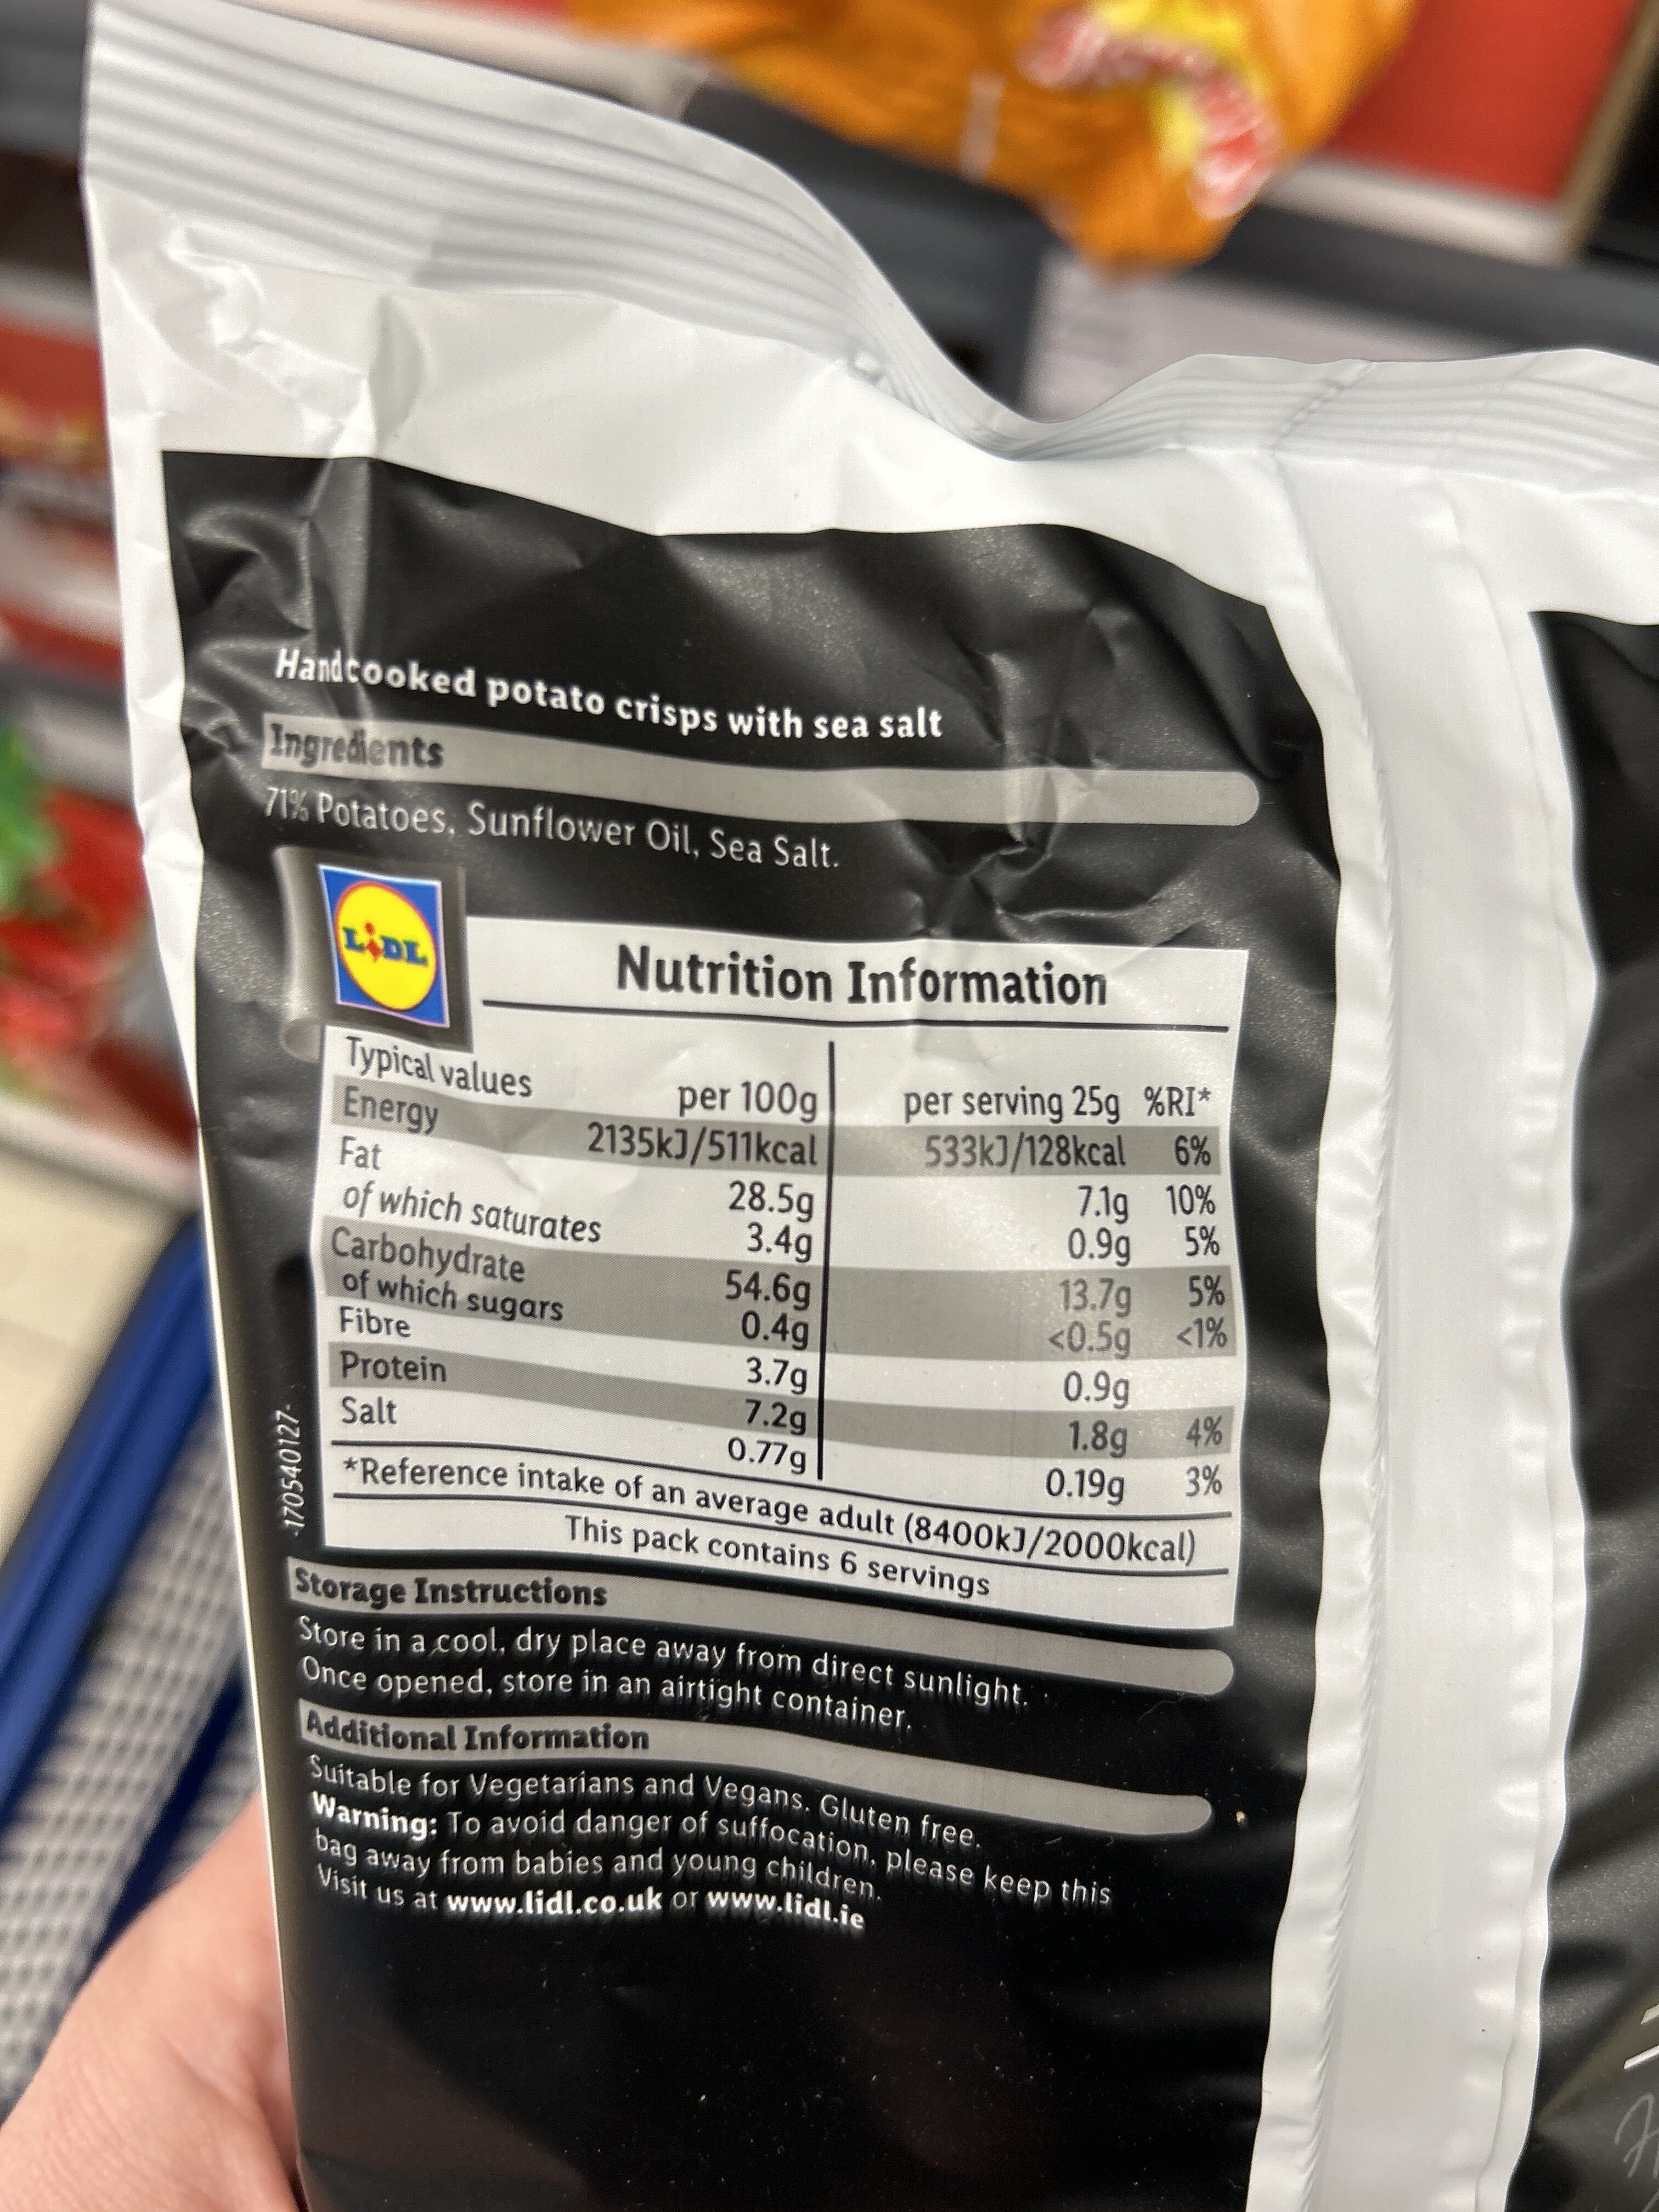 Handcooked potato crisps with sea salt
Ingredients
71% Potatoes, Sunflower Oil, Sea Salt.
LiDL
Nutrition Information
Typical values per 100g per serving 25g %RI*
Energy 2135kJ/511kcal 533kJ/128kcal 6%
Fat 28.5g 7.1g 10%
of which saturates 3.4g 0.9g 5%
Carbohydrate 54.6g 13.7g 5%
of which sugars 0.4g <0.5g <1%
Fibre 3.7g 0.9g
Protein 7.2g 1.8g 4%
Salt 0.77g 0.19g 3%
*Reference intake of an average adult (8400kJ/2000kcal)
This pack contains 6 servings
-170540127-
Storage Instructions
Store in a cool, dry place away from direct sunlight.
Once opened, store in an airtight container.
Additional Information
Suitable for Vegetarians and Vegans. Gluten free.
Warning: To avoid danger of suffocation, please keep this
bag away from babies and young children.
Visit us at www.lidl.co.uk or www.lidl.ie